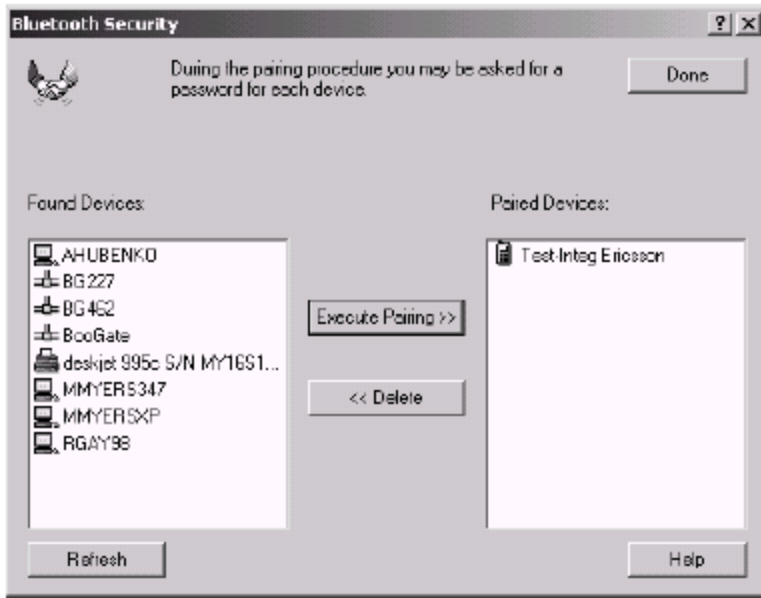 Bluetooth Security
During the pairing procedure you may be asked for a
password for each device.
Done
Found Devices:
Paired Devices:
AHUBENKO
BG227
BG462
BooGate
deskjet 995c S/N MY16S1...
MMYERS347
MMYERSXP
RGAY98
Test-Integ Ericsson
Execute Pairing >>
<< Delete
Refresh
Help